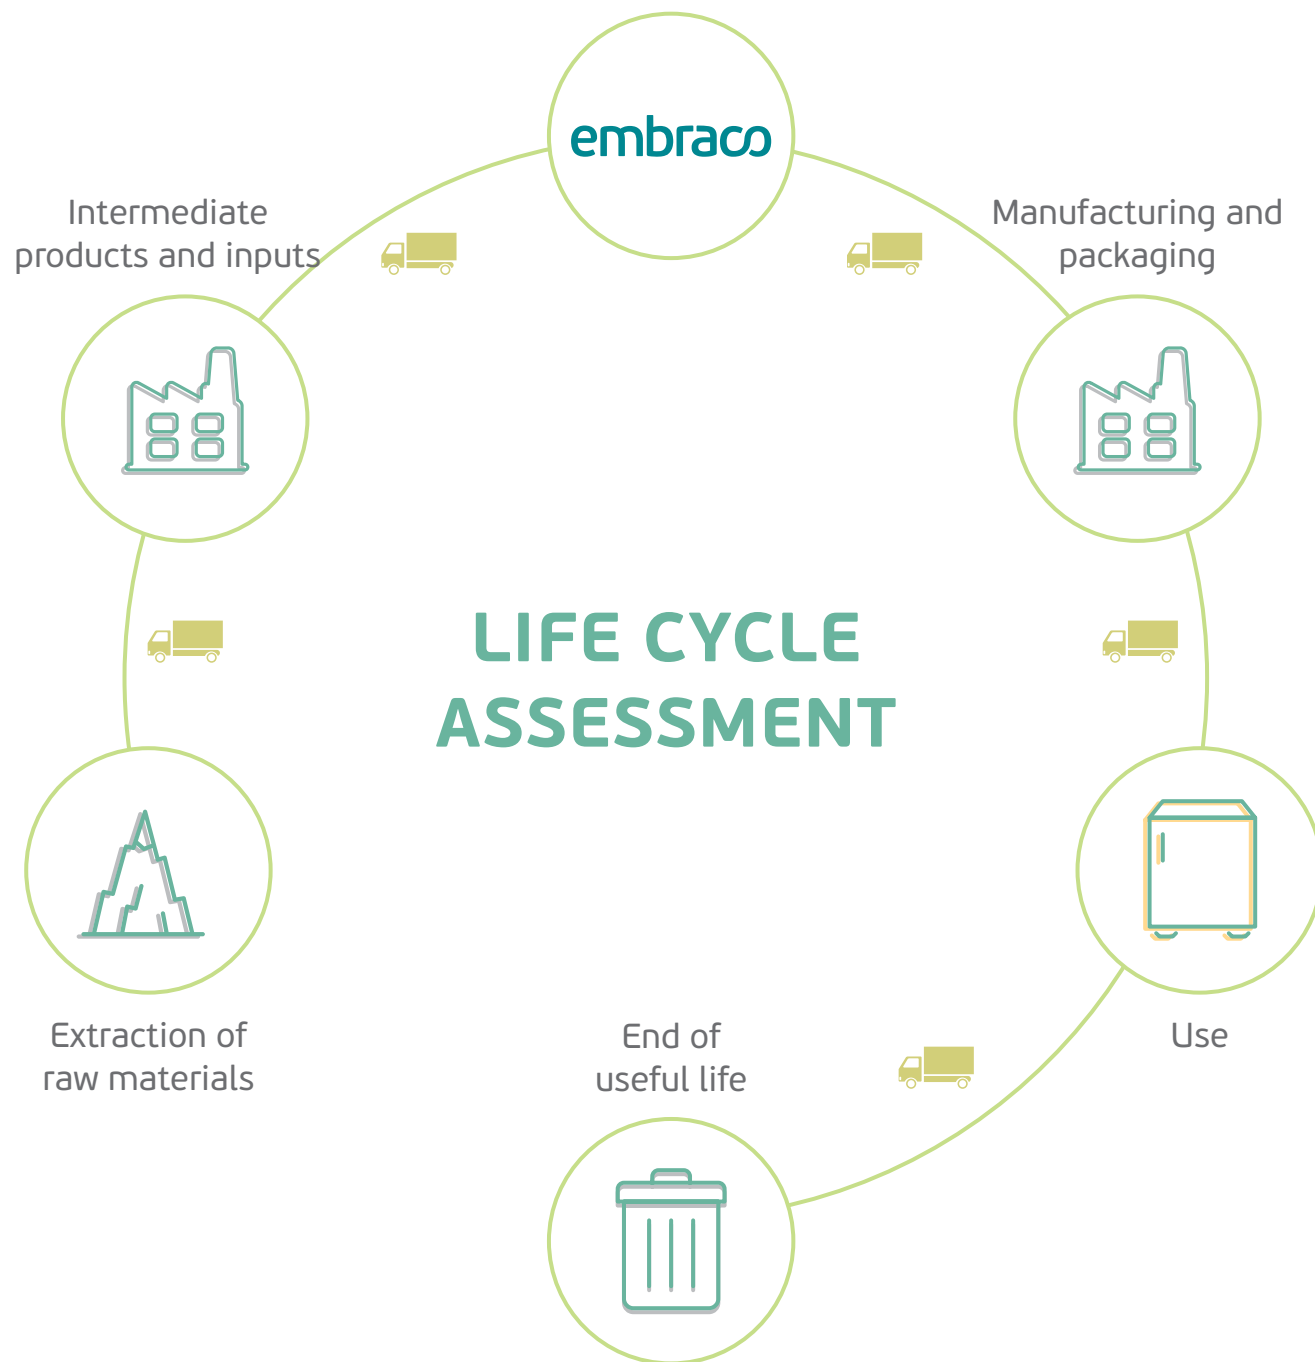 embraco
Intermediate
products and inputs
Manufacturing and
packaging
LIFE CYCLE
ASSESSMENT
Extraction of
raw materials
End of
useful life
Use